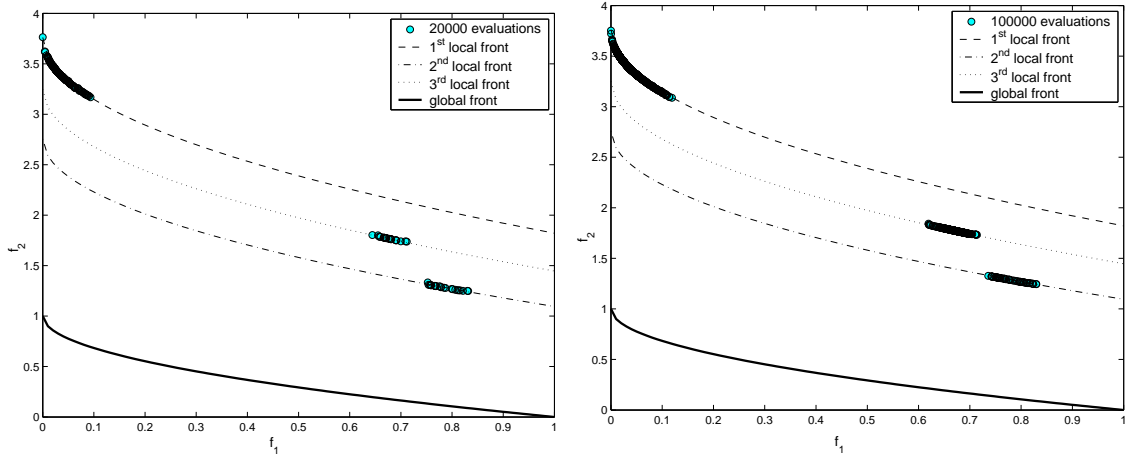 20000 evaluations
1st local front
2nd local front
3rd local front
global front
4
3.5
3
2.5
2
1.5
1
0.5
0
f2
0 0.1 0.2 0.3 0.4 0.5 0.6 0.7 0.8 0.9 1
f1
100000 evaluations
1st local front
2nd local front
3rd local front
global front
4
3.5
3
2.5
2
1.5
1
0.5
0
f2
0 0.1 0.2 0.3 0.4 0.5 0.6 0.7 0.8 0.9 1
f1